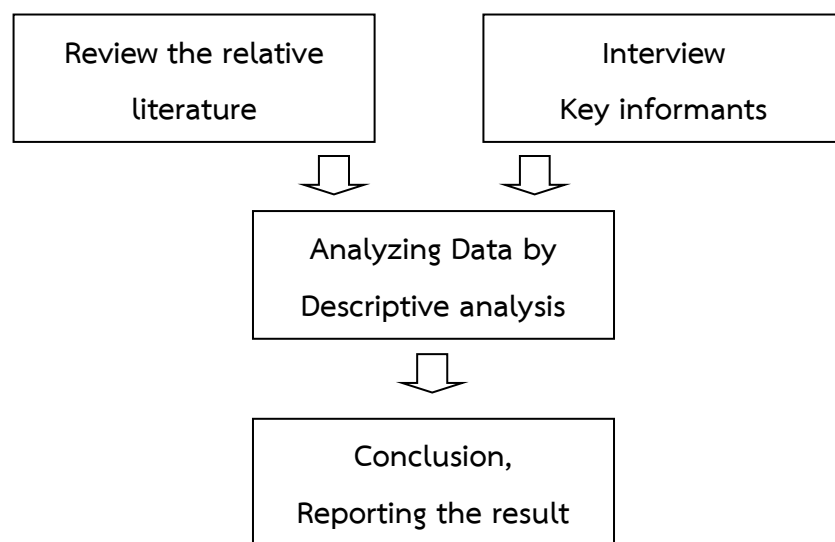 Review the relative
literature
Interview
Key informants
Analyzing Data by
Descriptive analysis
Conclusion,
Reporting the result